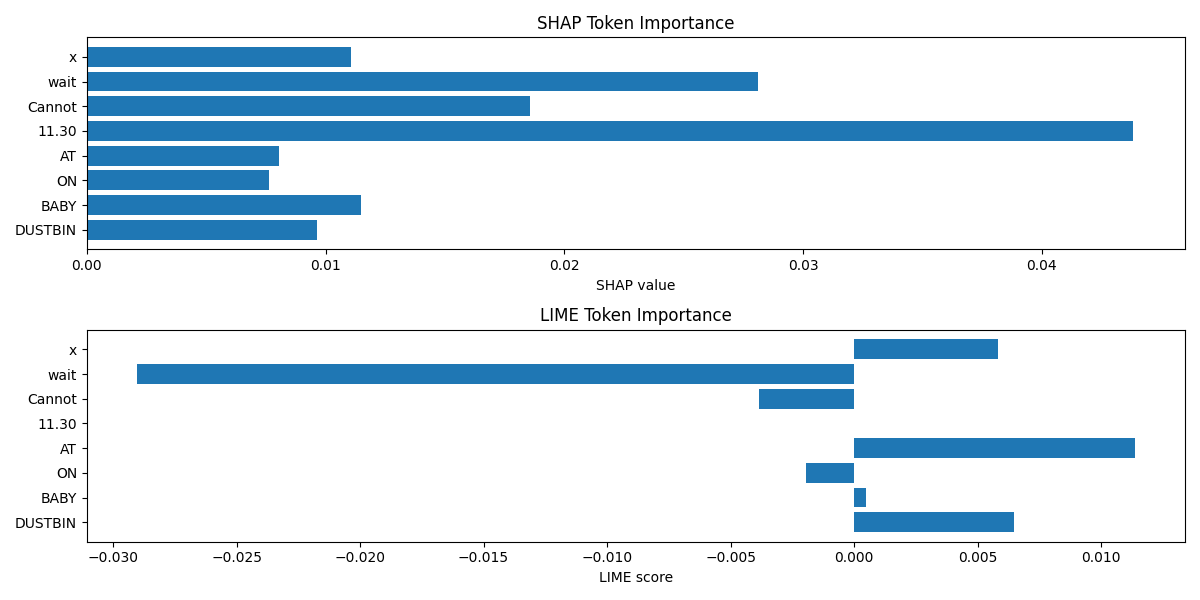 SHAP Token Importance
x
wait
Cannot
11.30
AT
ON
BABY
DUSTBIN
0.00 0.01 0.02 0.03 0.04
SHAP value
LIME Token Importance
x
wait
Cannot
11.30
AT
ON
BABY
DUSTBIN
−0.030 −0.025 −0.020 −0.015 −0.010 −0.005 0.000 0.005 0.010
LIME score